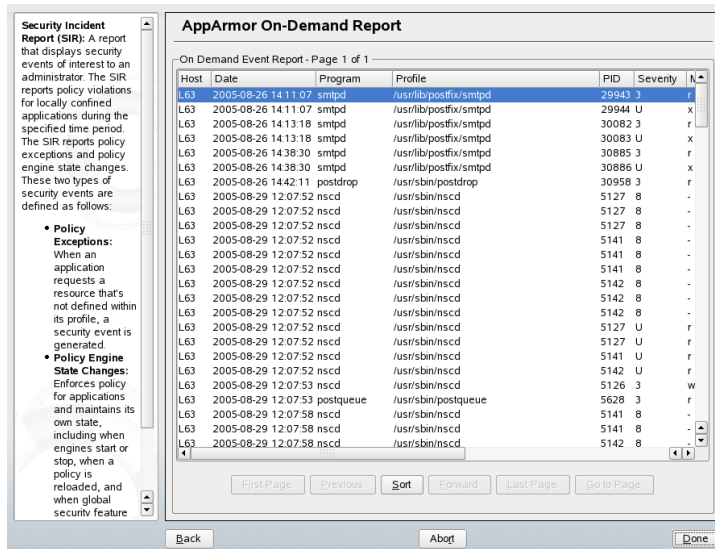 Security Incident
Report (SIR): A report
that displays security
events of interest to an
administrator. The SIR
reports policy violations
for locally confined
applications during the
specified time period.
The SIR reports policy
exceptions and policy
engine state changes.
These two types of
security events are
defined as follows:
• Policy
Exceptions:
When an
application
requests a
resource that's
not defined within
its profile, a
security event is
generated.
• Policy Engine
State Changes:
Enforces policy
for applications
and maintains its
own state,
including when
engines start or
stop, when a
policy is
reloaded, and
when global
security feature
AppArmor On-Demand Report
On Demand Event Report - Page 1 of 1
Host Date Program Profile PID Severity
L63 2005-08-26 14:11:07 smtpd /usr/lib/postfix/smtpd 29943 3 r
L63 2005-08-26 14:11:07 smtpd /usr/lib/postfix/smtpd 29944 U x
L63 2005-08-26 14:13:18 smtpd /usr/lib/postfix/smtpd 30082 3 r
L63 2005-08-26 14:13:18 smtpd /usr/lib/postfix/smtpd 30083 U x
L63 2005-08-26 14:38:30 smtpd /usr/lib/postfix/smtpd 30885 3 r
L63 2005-08-26 14:38:30 smtpd /usr/lib/postfix/smtpd 30886 U x
L63 2005-08-26 14:42:11 postdrop /usr/sbin/postdrop 30958 3 r
L63 2005-08-29 12:07:52 nscd /usr/sbin/nscd 5127 8 -
L63 2005-08-29 12:07:52 nscd /usr/sbin/nscd 5127 8 -
L63 2005-08-29 12:07:52 nscd /usr/sbin/nscd 5127 8 -
L63 2005-08-29 12:07:52 nscd /usr/sbin/nscd 5141 8 -
L63 2005-08-29 12:07:52 nscd /usr/sbin/nscd 5141 8 -
L63 2005-08-29 12:07:52 nscd /usr/sbin/nscd 5141 8 -
L63 2005-08-29 12:07:52 nscd /usr/sbin/nscd 5142 8 -
L63 2005-08-29 12:07:52 nscd /usr/sbin/nscd 5142 8 -
L63 2005-08-29 12:07:52 nscd /usr/sbin/nscd 5142 8 -
L63 2005-08-29 12:07:52 nscd /usr/sbin/nscd 5127 U r
L63 2005-08-29 12:07:52 nscd /usr/sbin/nscd 5141 U r
L63 2005-08-29 12:07:52 nscd /usr/sbin/nscd 5142 U r
L63 2005-08-29 12:07:53 nscd /usr/sbin/nscd 5126 3 w
L63 2005-08-29 12:07:53 postqueue /usr/sbin/postqueue 5628 3 r
L63 2005-08-29 12:07:58 nscd /usr/sbin/nscd 5141 8 -
L63 2005-08-29 12:07:58 nscd /usr/sbin/nscd 5141 8 -
L63 2005-08-29 12:07:58 nscd /usr/sbin/nscd 5142 8 -
First Page Previous Sort Forward Last Page Go to Page
Back Abort Done